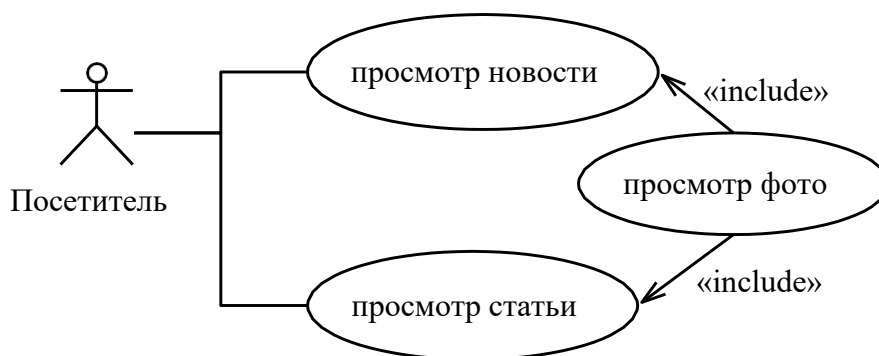 просмотр новости
«include»
просмотр фото
Посетитель
«include»
просмотр статьи